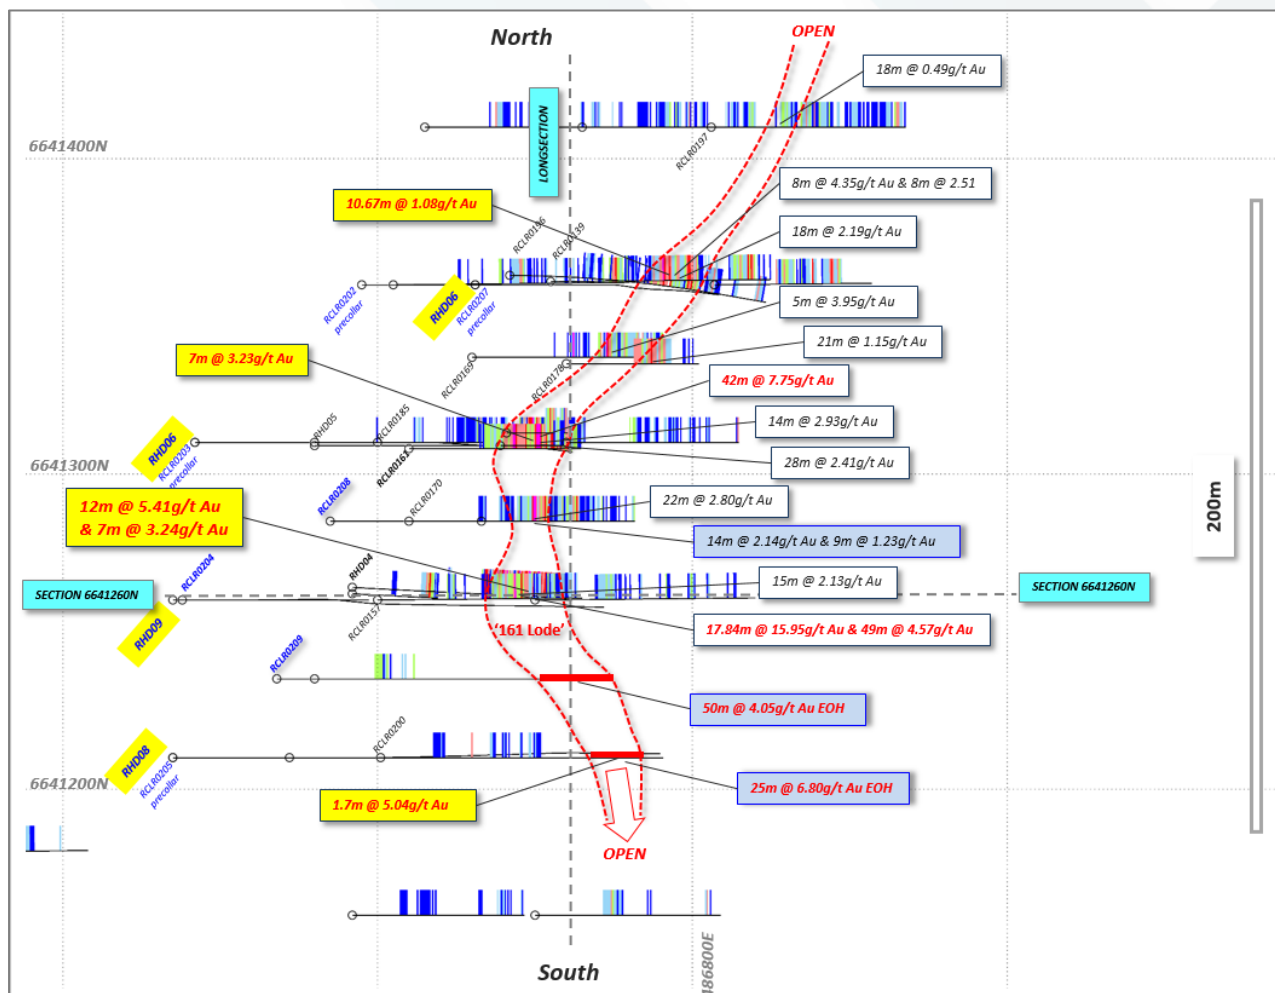 North
OPEN
18m @ 0.49g/t Au
LONGSECTION
RCLR0197
6641400N
8m @ 4.35g/t Au & 8m @ 2.51
10.67m @ 1.08g/t Au
RCLR0196
RCLR0139
18m @ 2.19g/t Au
RCLR0202
precollar
RHD06
RCLR0207
precollar
5m @ 3.95g/t Au
21m @ 1.15g/t Au
7m @ 3.23g/t Au
RCLR0169
RCLR0178
42m @ 7.75g/t Au
RHD06
RCLR0203
precollar
RHD05
RCLR0185
RCLR0161
14m @ 2.93g/t Au
28m @ 2.41g/t Au
6641300N
12m @ 5.41g/t Au
& 7m @ 3.24g/t Au
RCLR0208
RCLR0170
22m @ 2.80g/t Au
14m @ 2.14g/t Au & 9m @ 1.23g/t Au
200m
RCLR0204
RHD04
15m @ 2.13g/t Au
SECTION 6641260N
SECTION 6641260N
RHD09
RCLR0157
'161 Lode'
17.84m @ 15.95g/t Au & 49m @ 4.57g/t Au
RCLR0209
50m @ 4.05g/t Au EOH
RHD08
RCLR0205
precollar
RCLR0200
6641200N
1.7m @ 5.04g/t Au
25m @ 6.80g/t Au EOH
OPEN
486800E
South